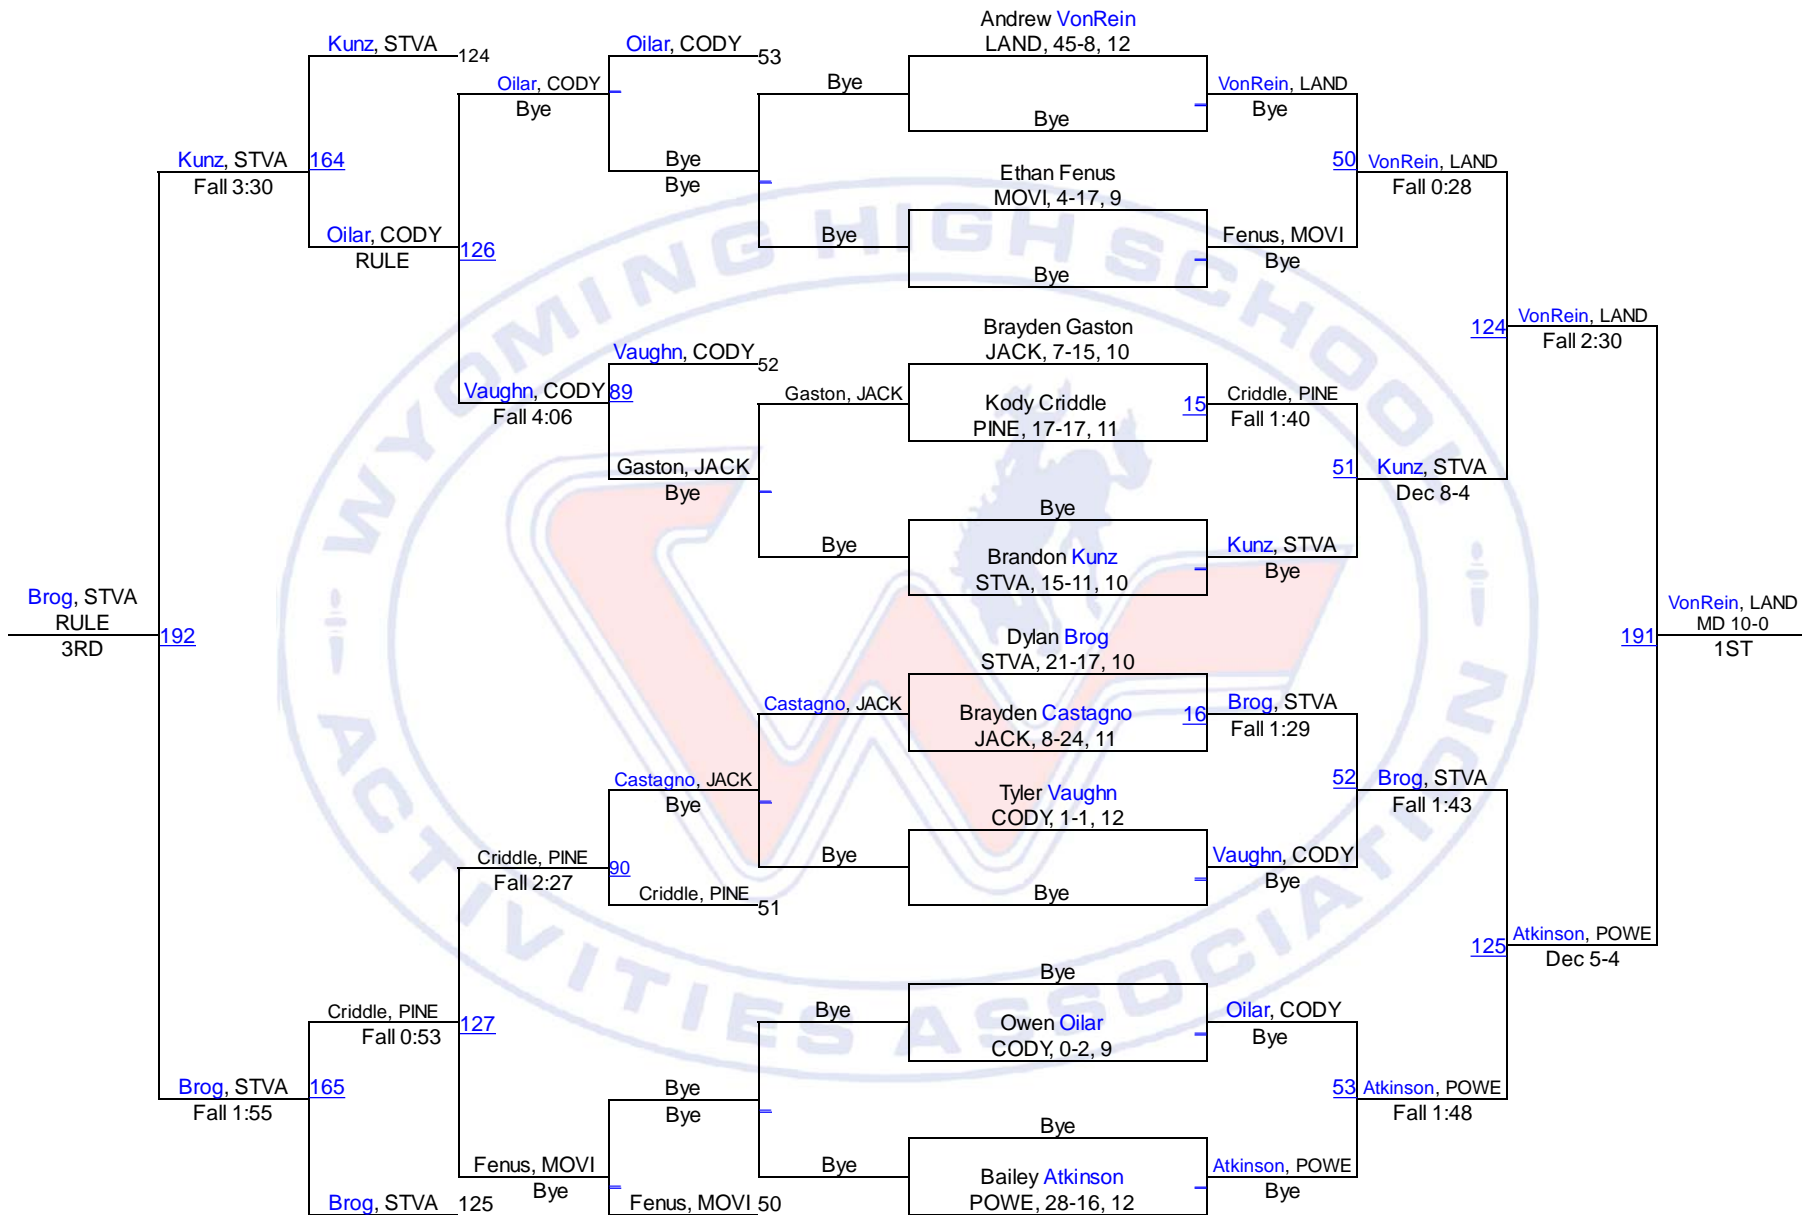 Kunz, STVA
124
Kunz, STVA
Fall 3:30
164
Oilar, CODY
RULE
Brog, STVA
RULE
3RD
192
Criddle, PINE
Fall 0:53
Brog, STVA
Fall 1:55
165
Brog, STVA
125
Oilar, CODY
Bye
126
Vaughn, CODY
Fall 4:06
Criddle, PINE
Fall 2:27
127
Fenus, MOVI
Bye
Oilar, CODY
53
Bye
Bye
Vaughn, CODY
52
89
Gaston, JACK
Bye
Castagno, JACK
Bye
90
Criddle, PINE
51
Bye
Bye
Fenus, MOVI
50
Bye
Bye
Gaston, JACK
Bye
Castagno, JACK
Bye
Bye
Bye
Andrew VonRein
LAND, 45-8, 12
Bye
Ethan Fenus
MOVI, 4-17, 9
Bye
Brayden Gaston
JACK, 7-15, 10
Kody Criddle
PINE, 17-17, 11
15
Bye
Brandon Kunz
STVA, 15-11, 10
Dylan Brog
STVA, 21-17, 10
Brayden Castagno
JACK, 8-24, 11
16
Tyler Vaughn
CODY, 1-1, 12
Bye
Bye
Owen Oilar
CODY, 0-2, 9
Bye
Bailey Atkinson
POWE, 28-16, 12
VonRein, LAND
Bye
50
Fenus, MOVI
Bye
Criddle, PINE
Fall 1:40
51
Kunz, STVA
Bye
Brog, STVA
Fall 1:29
52
Vaughn, CODY
Bye
Oilar, CODY
Bye
53
Atkinson, POWE
Bye
VonRein, LAND
Fall 0:28
124
Kunz, STVA
Dec 8-4
Brog, STVA
Fall 1:43
125
Atkinson, POWE
Fall 1:48
VonRein, LAND
Fall 2:30
191
Atkinson, POWE
Dec 5-4
VonRein, LAND
MD 10-0
1ST
WYOMING HIGH SCHOOL
ACTIVITIES ASSOCIATION